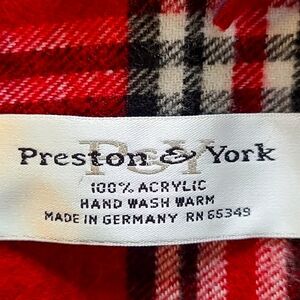 P&Y
Preston & York
100% ACRYLIC
HAND WASH WARM
MADE IN GERMANY RN 65349